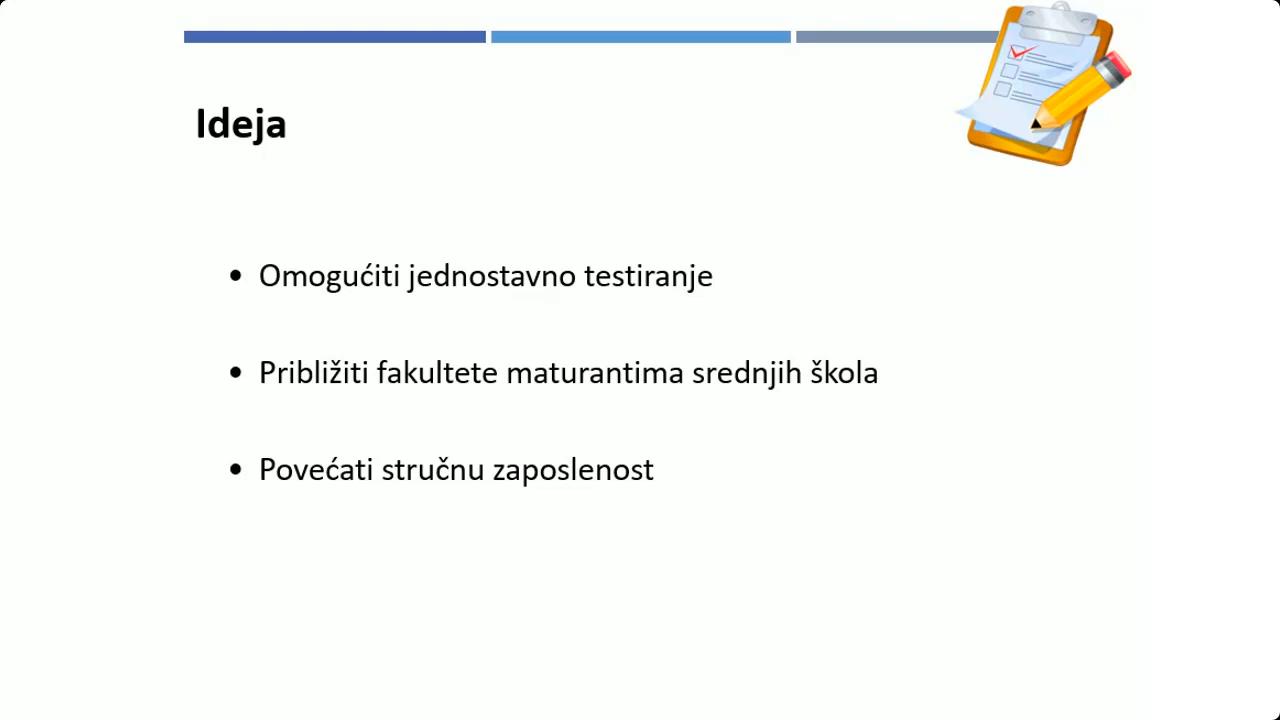 Ideja
• Omogućiti jednostavno testiranje
• Približiti fakultete maturantima srednjih škola
• Povećati stručnu zaposlenost